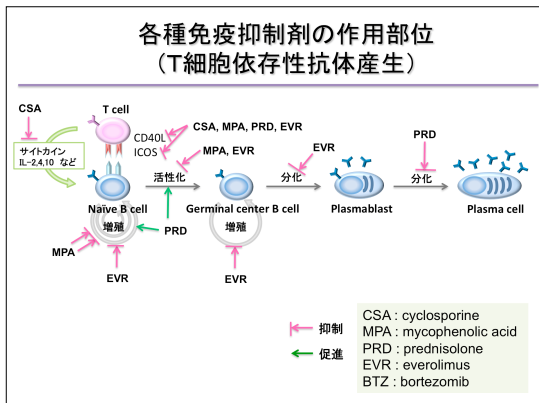 各種免疫抑制剤の作用部位
（T細胞依存性抗体産生）
CSA
T cell
サイトカイン
IL-2,4,10 など
CD40L
ICOS
CSA, MPA, PRD, EVR
MPA, EVR
活性化
EVR
分化
PRD
分化
Naïve B cell
Germinal center B cell
Plasmablast
Plasma cell
増殖
PRD
増殖
MPA
EVR
EVR
抑制
促進
CSA : cyclosporine
MPA : mycophenolic acid
PRD : prednisolone
EVR : everolimus
BTZ : bortezomib